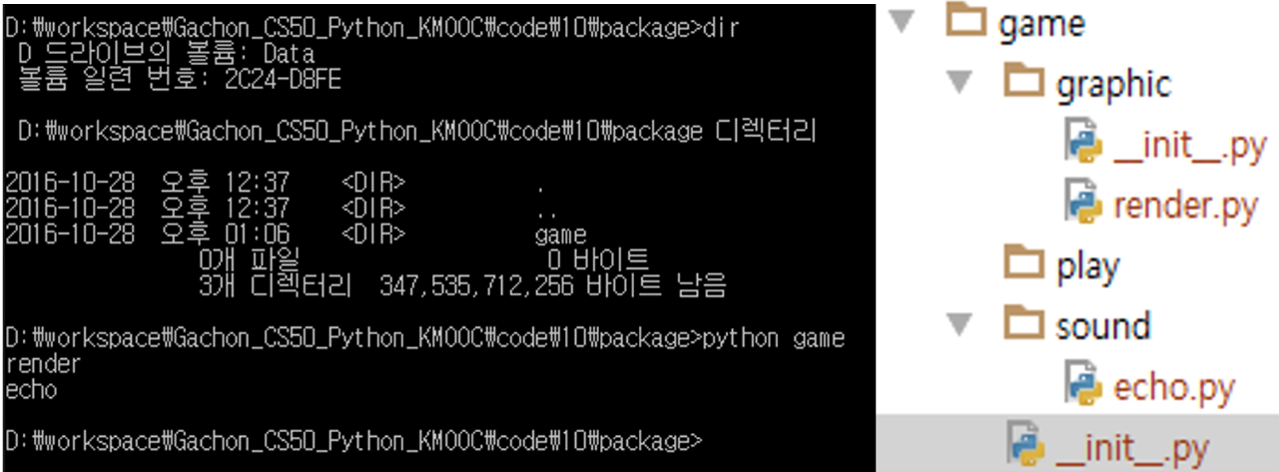 D:₩workspace₩Gachon_CS50_Python_KMOOC₩code₩10₩package>dir
D 드라이브의 볼륨: Data
볼륨 일련 번호: 2C24-D8FE
D:₩workspace₩Gachon_CS50_Python_KMOOC₩code₩10₩package 디렉터리
2016-10-28 오후 12:37 <DIR> .
2016-10-28 오후 12:37 <DIR> ..
2016-10-28 오후 01:06 <DIR> game
0개 파일 0 바이트
3개 디렉터리 347,535,712,256 바이트 남음
D:₩workspace₩Gachon_CS50_Python_KMOOC₩code₩10₩package>python game
render
echo
D:₩workspace₩Gachon_CS50_Python_KMOOC₩code₩10₩package>
game
graphic
__init__.py
render.py
play
sound
echo.py
__init__.py